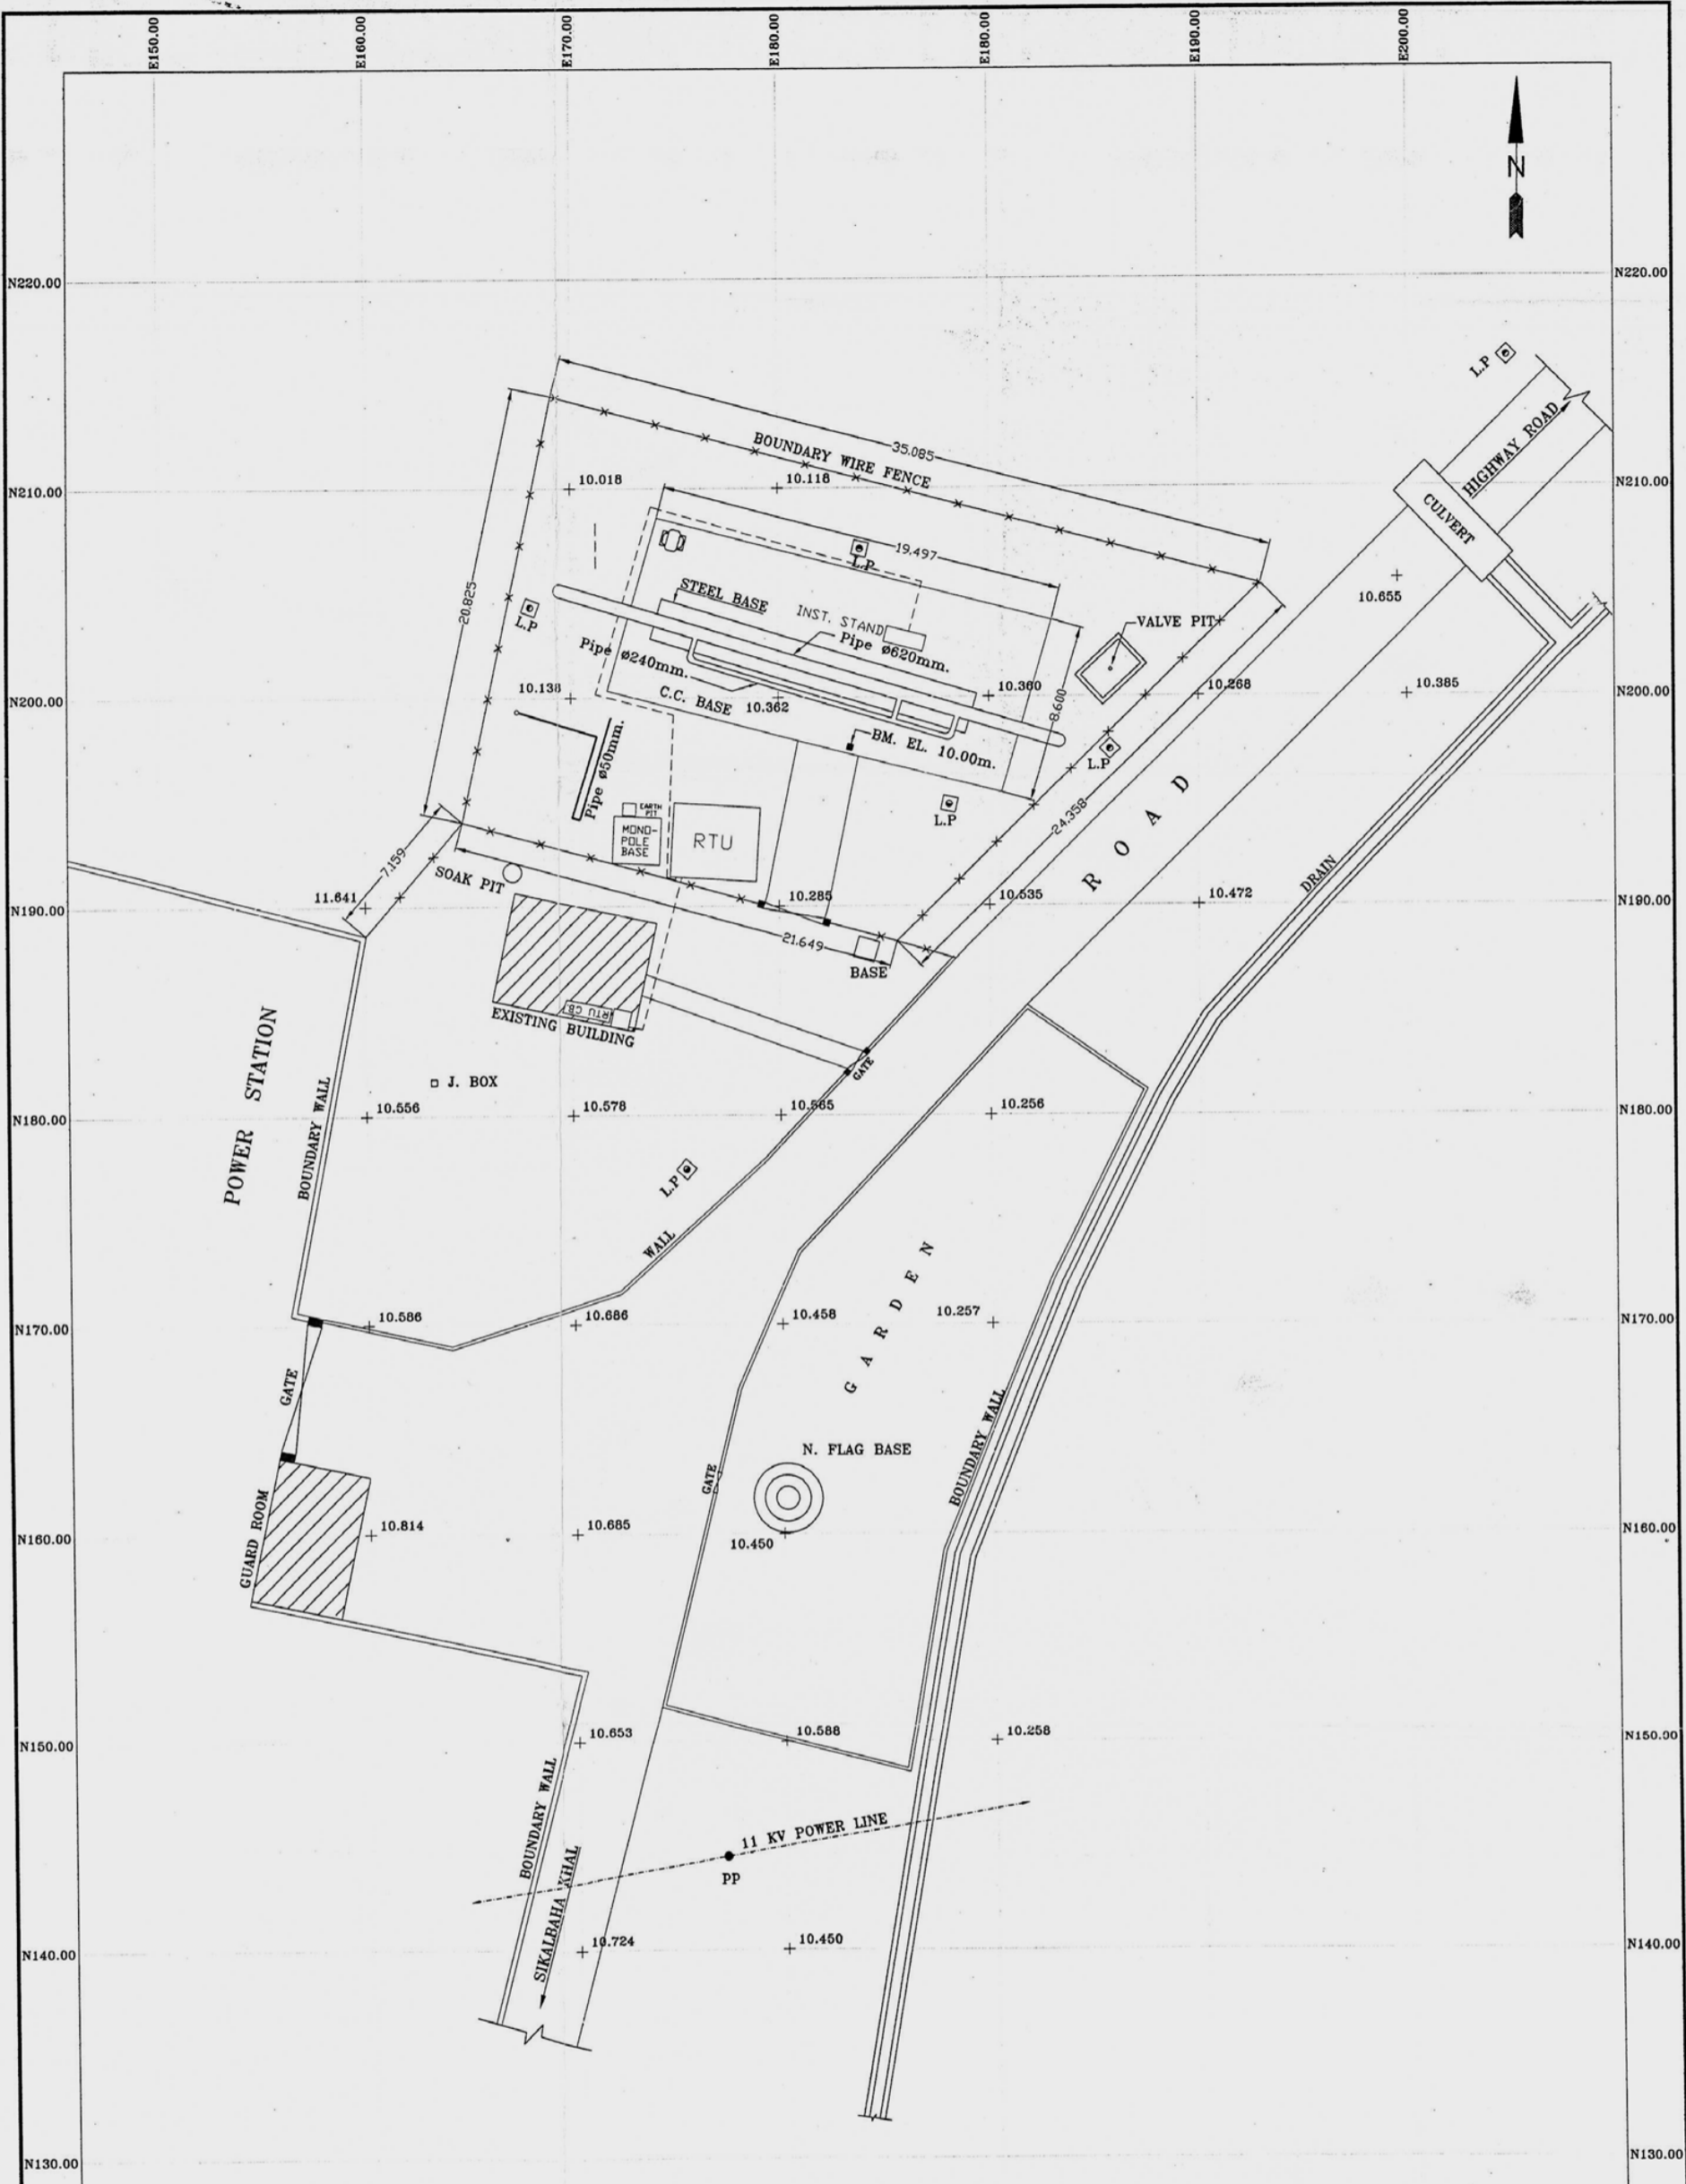 E150.00
E160.00
E170.00
E180.00
E180.00
E190.00
E200.00
N
N220.00
N220.00
L.P
HIGHWAY ROAD
CULVERT
35.085
BOUNDARY WIRE FENCE
N210.00
10.018
10.118
N210.00
19.497
L.P
20.825
STEEL BASE
INST. STAND
Pipe ø620mm.
L.P
VALVE PIT
10.655
Pipe ø240mm.
C.C. BASE
N200.00
10.138
10.362
10.360
10.268
10.385
N200.00
8.600
BM. EL. 10.00m.
L.P
Pipe ø50mm.
EARTH
PIT
MONO-
POLE
BASE
RTU
L.P
24.358
ROAD
7.159
SOAK PIT
DRAIN
N190.00
11.641
10.285
10.535
10.472
N190.00
21.649
BASE
RTU CB.
EXISTING BUILDING
GATE
POWER STATION
BOUNDARY WALL
J. BOX
N180.00
10.556
10.578
10.565
10.256
N180.00
L.P
WALL
GARDEN
N170.00
10.586
10.686
10.458
10.257
N170.00
GATE
N. FLAG BASE
GATE
BOUNDARY WALL
GUARD ROOM
N160.00
10.814
10.685
10.450
N160.00
N150.00
10.653
10.588
10.258
N150.00
BOUNDARY WALL
11 KV POWER LINE
PP
SIKALBAHA KHAL
N140.00
10.724
10.450
N140.00
N130.00
N130.00